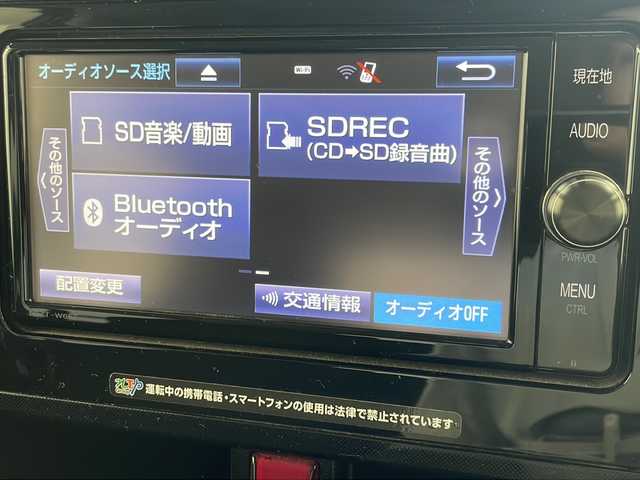 オーディオソース選択
Wi-Fi
現在地
SD音楽/動画
SDREC
(CD➡SD録音曲)
AUDIO
その他のソース
その他のソース
Bluetooth
オーディオ
PWR-VOL
配置変更
交通情報
オーディオOFF
MENU
CTRL
運転中の携帯電話・スマートフォンの使用は法律で禁止されています